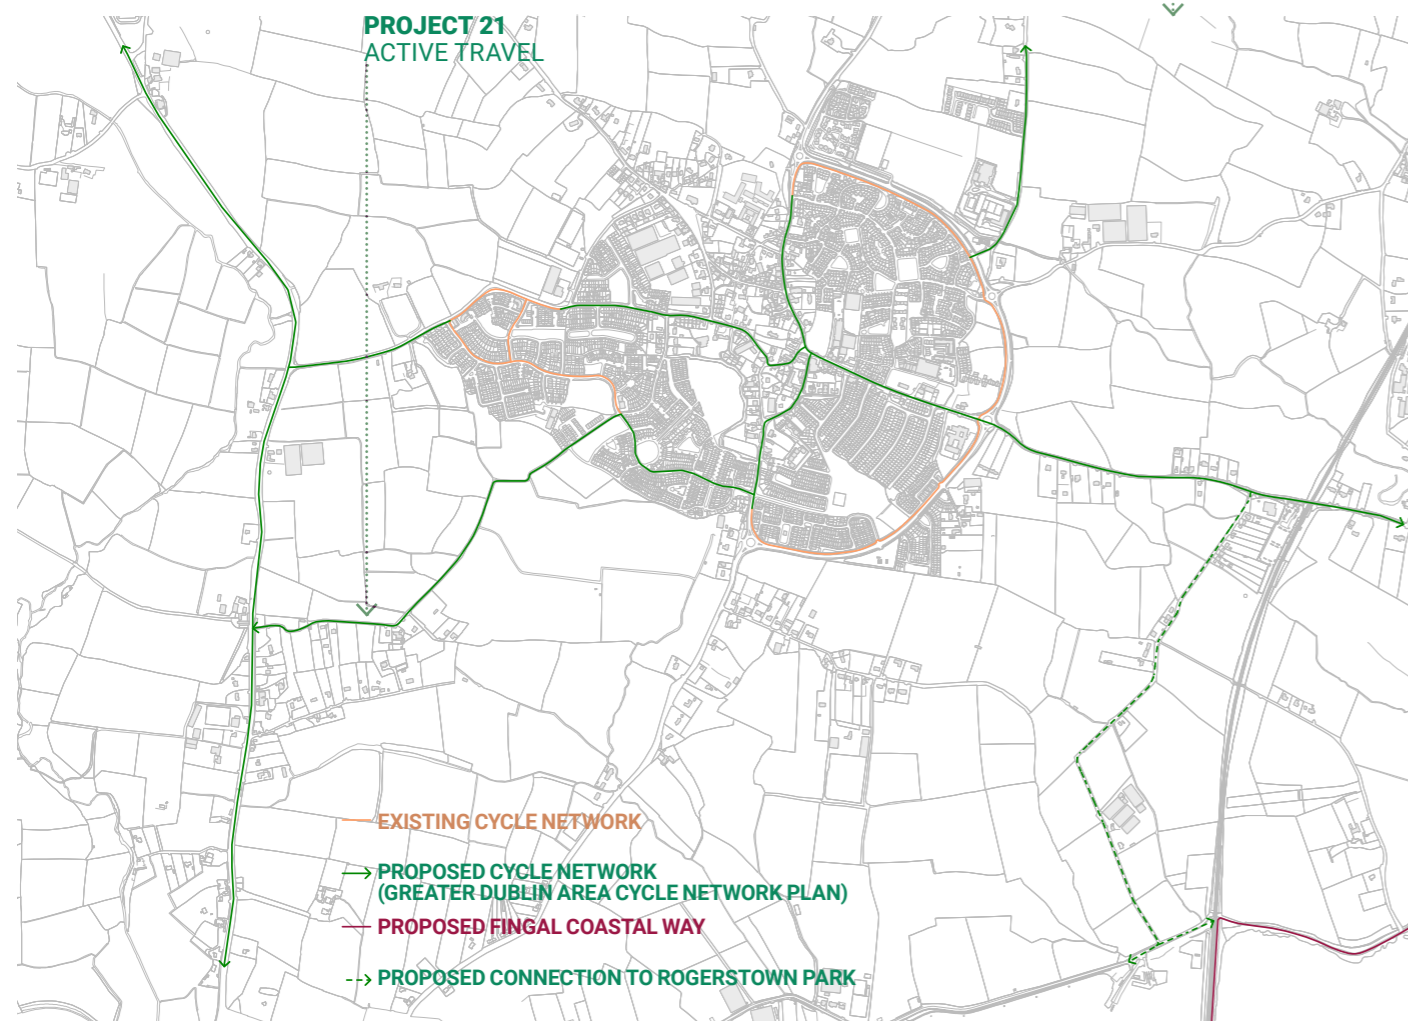 PROJECT 21
ACTIVE TRAVEL
EXISTING CYCLE NETWORK
PROPOSED CYCLE NETWORK
(GREATER DUBLIN AREA CYCLE NETWORK PLAN)
PROPOSED FINGAL COASTAL WAY
PROPOSED CONNECTION TO ROGERSTOWN PARK